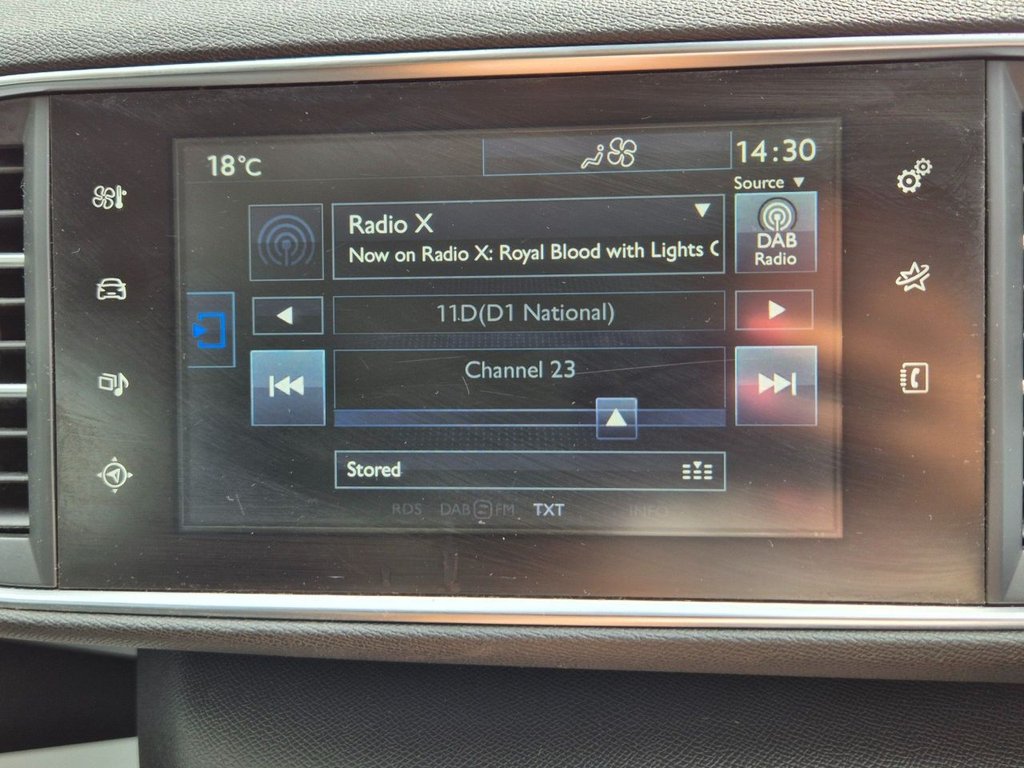 18°C
14:30
Source
Radio X
Now on Radio X: Royal Blood with Lights
DAB
Radio
11D(D1 National)
Channel 23
Stored
RDS DAB FM TXT INFO